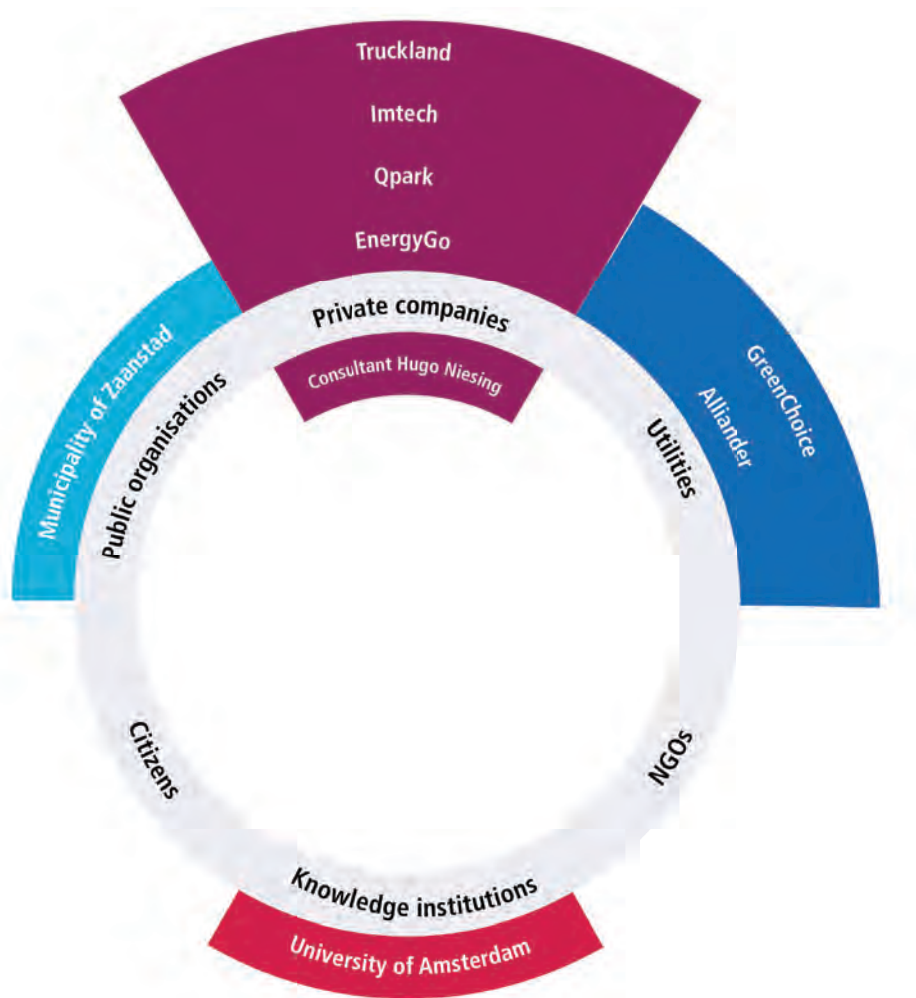 Truckland
Imtech
Qpark
EnergyGo
Private companies
Consultant Hugo Niesing
Municipality of Zaanstad
Public organisations
GreenChoice
Alliander
Utilities
Citizens
NGOs
Knowledge institutions
University of Amsterdam